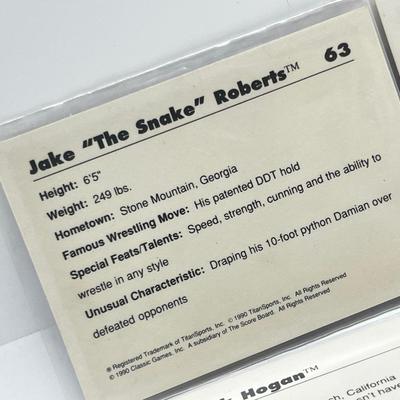 63
Jake "The Snake" Roberts™
Height: 6'5"
Weight: 249 lbs.
Hometown: Stone Mountain, Georgia
Famous Wrestling Move: His patented DDT hold
Special Feats/Talents: Speed, strength, cunning and the ability to
wrestle in any style
Unusual Characteristic: Draping his 10-foot python Damian over
defeated opponents
® Registered Trademark of TitanSports, Inc. © 1990 TitanSports, Inc. All Rights Reserved
© 1990 Classic Games, Inc. A subsidiary of The Score Board. All Rights Reserved
Hogan™
California